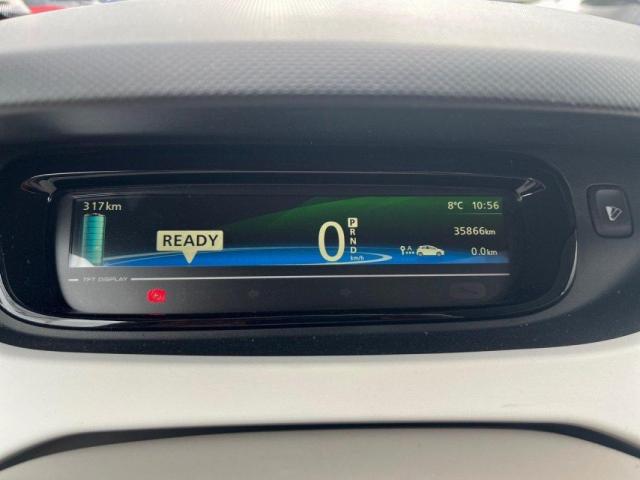 317km
8°C 10:56
READY
0
P
R
N
D
km/h
35866km
A
0.0km
TFT DISPLAY